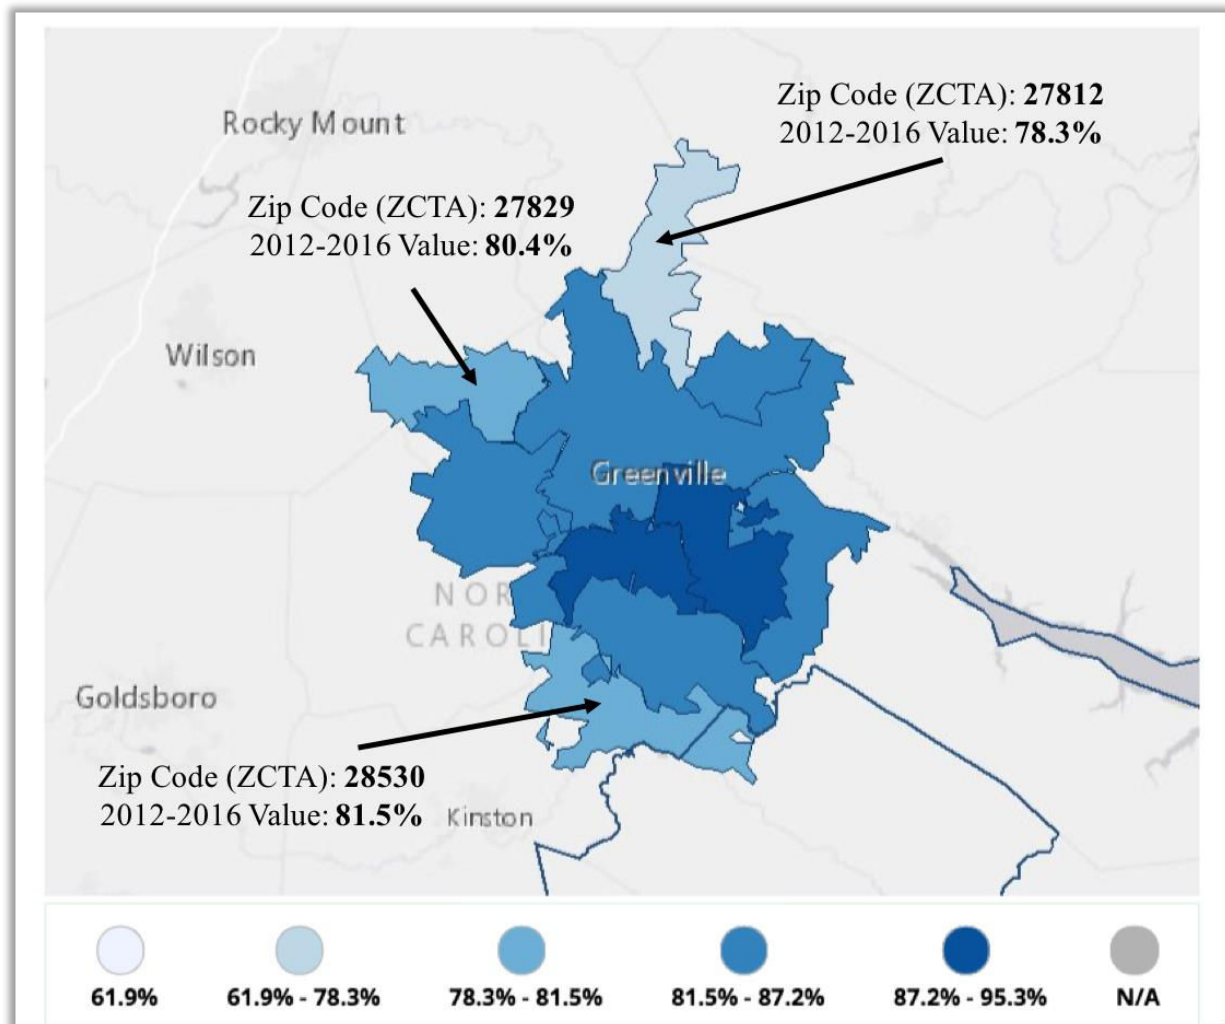 Rocky Mount
Zip Code (ZCTA): 27812
2012-2016 Value: 78.3%
Zip Code (ZCTA): 27829
2012-2016 Value: 80.4%
Wilson
Greenville
NOR
CAROLI
Goldsboro
Zip Code (ZCTA): 28530
2012-2016 Value: 81.5%
Kinston
61.9%
61.9% - 78.3%
78.3% - 81.5%
81.5% - 87.2%
87.2% - 95.3%
N/A